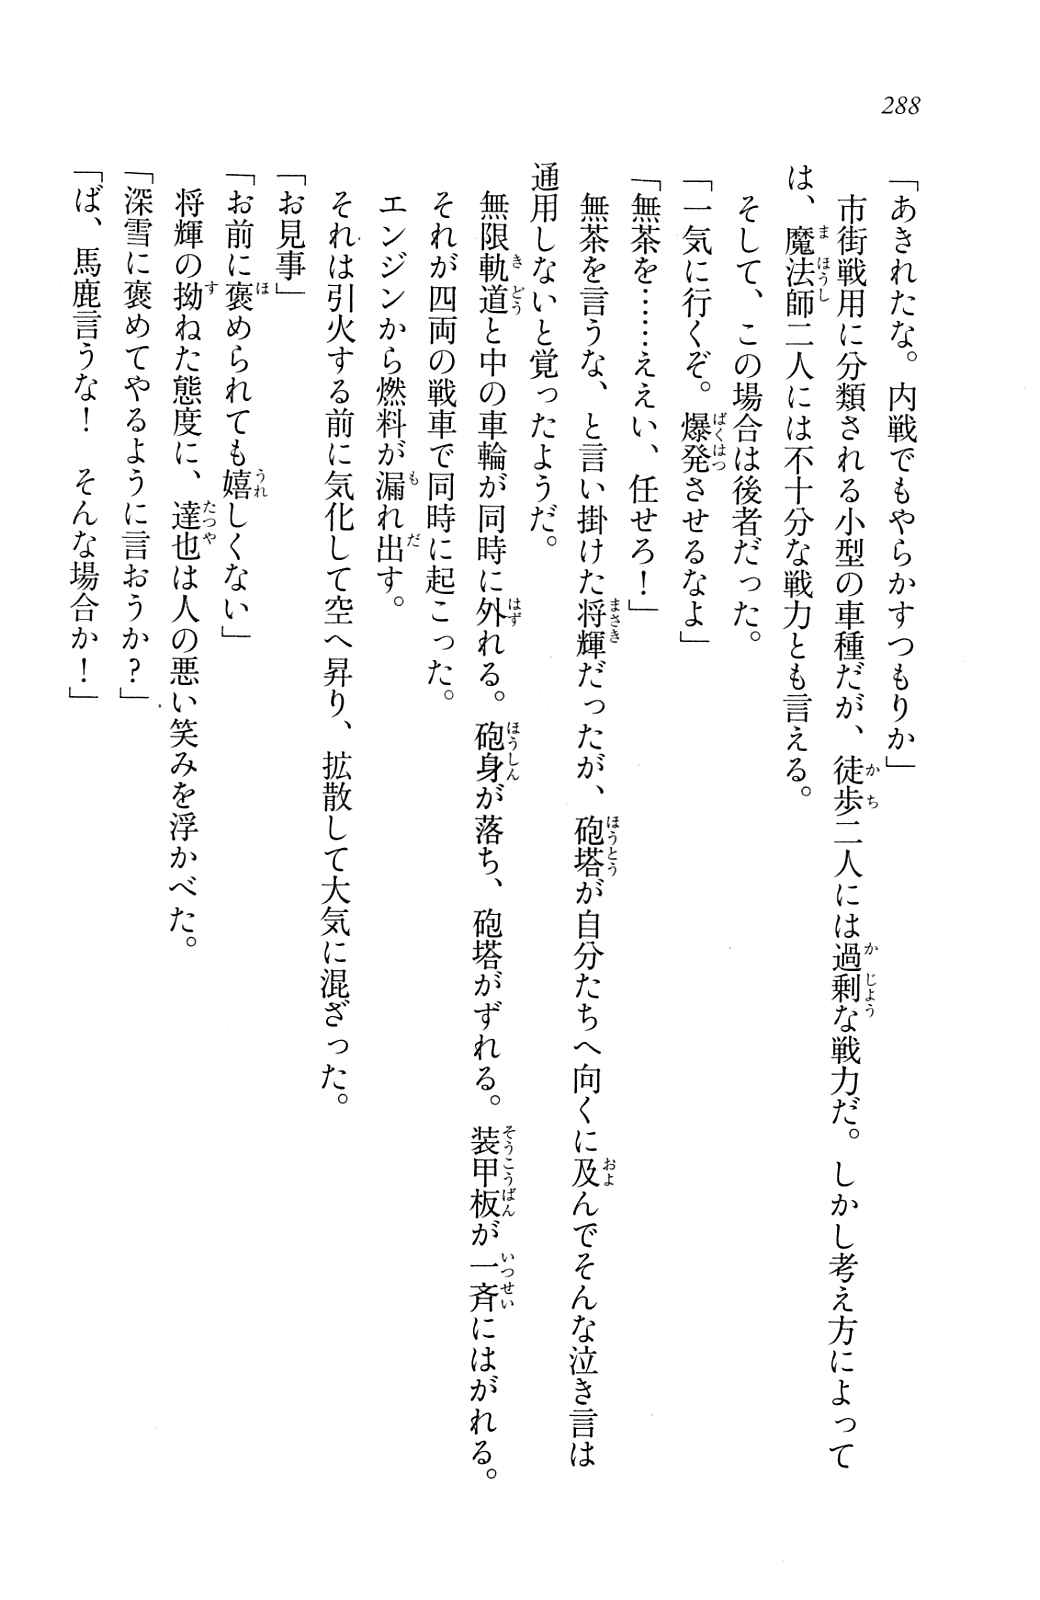 288
「あきれたな。内戦でもやらかすつもりか」
市街戦用に分類される小型の車種だが、徒歩二人には過剰な戦力だ。しかし考え方によって
は、魔法師二人には不十分な戦力とも言える。
そして、この場合は後者だった。
「一気に行くぞ。爆発させるなよ」
「無茶を……ええい、任せろ！」
無茶を言うな、と言い掛けた将輝だったが、砲塔が自分たちへ向くに及んでそんな泣き言は
通用しないと覚ったようだ。
無限軌道と中の車輪が同時に外れる。砲身が落ち、砲塔がずれる。装甲板が一斉にはがれる。
それが四両の戦車で同時に起こった。
エンジンから燃料が漏れ出す。
それは引火する前に気化して空へ昇り、拡散して大気に混ざった。
「お見事」
「お前に褒められても嬉しくない」
将輝の拗ねた態度に、達也は人の悪い笑みを浮かべた。
「深雪に褒めてやるように言おうか？」
「ば、馬鹿言うな！　そんな場合か！」